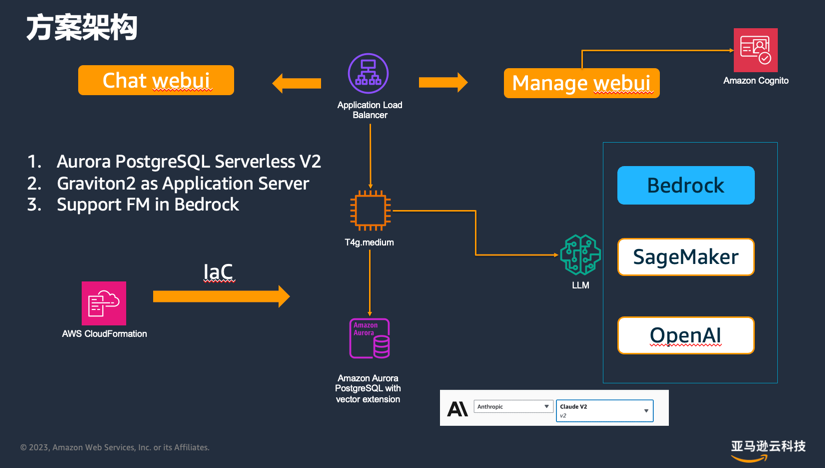 方案架构
Chat webui
Application Load
Balancer
Manage webui
Amazon Cognito
1. Aurora PostgreSQL Serverless V2
2. Graviton2 as Application Server
3. Support FM in Bedrock
T4g.medium
Bedrock
SageMaker
OpenAI
LLM
IaC
AWS CloudFormation
Amazon
Aurora
Amazon Aurora
PostgreSQL with
vector extension
AI
Anthropic
Claude V2
v2
© 2023, Amazon Web Services, Inc. or its Affiliates.
亚马逊云科技